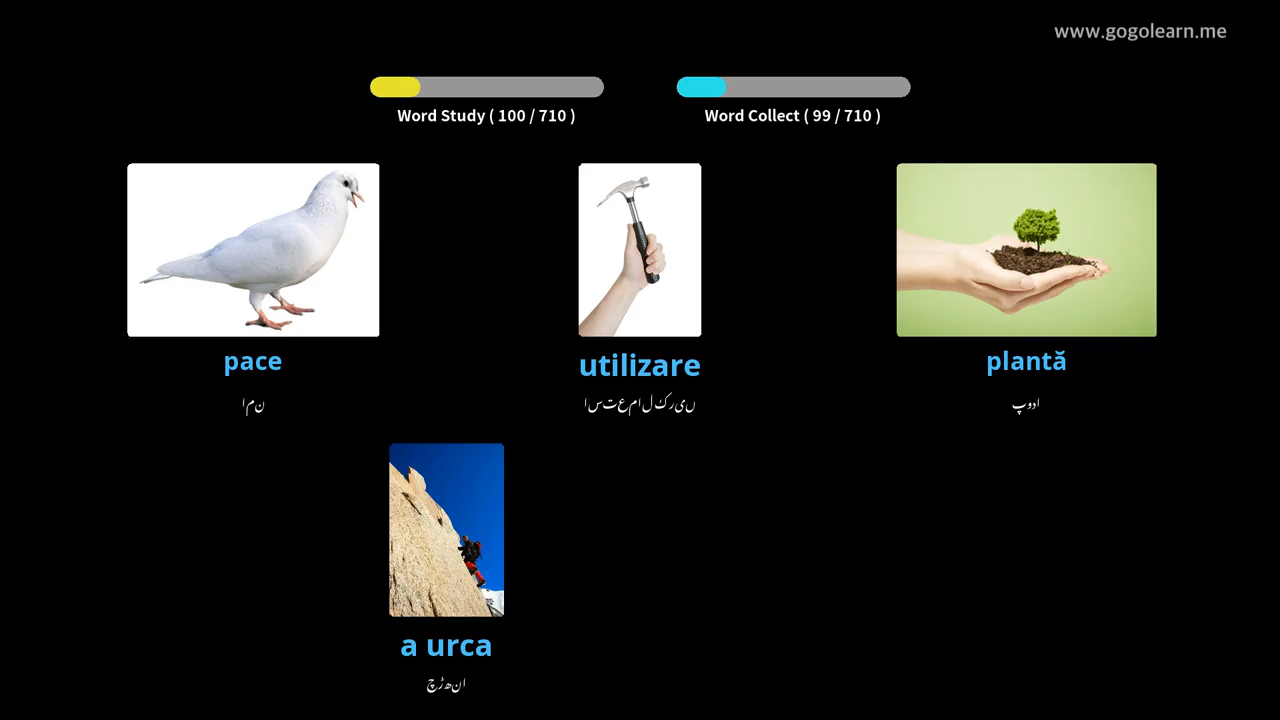 www.gogolearn.me
Word Study ( 100 / 710 )
Word Collect ( 99 / 710 )
pace
utilizare
plantă
امن
استعمال کریں
پودا
a urca
چڑھنا